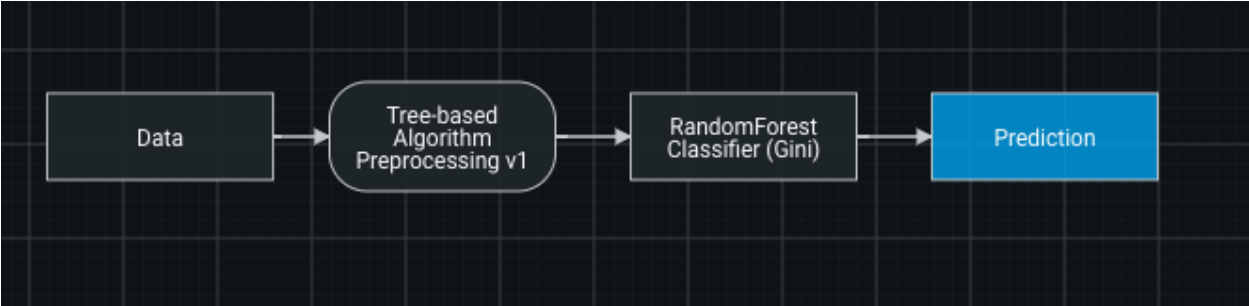 Data
Tree-based
Algorithm
Preprocessing v1
RandomForest
Classifier (Gini)
Prediction